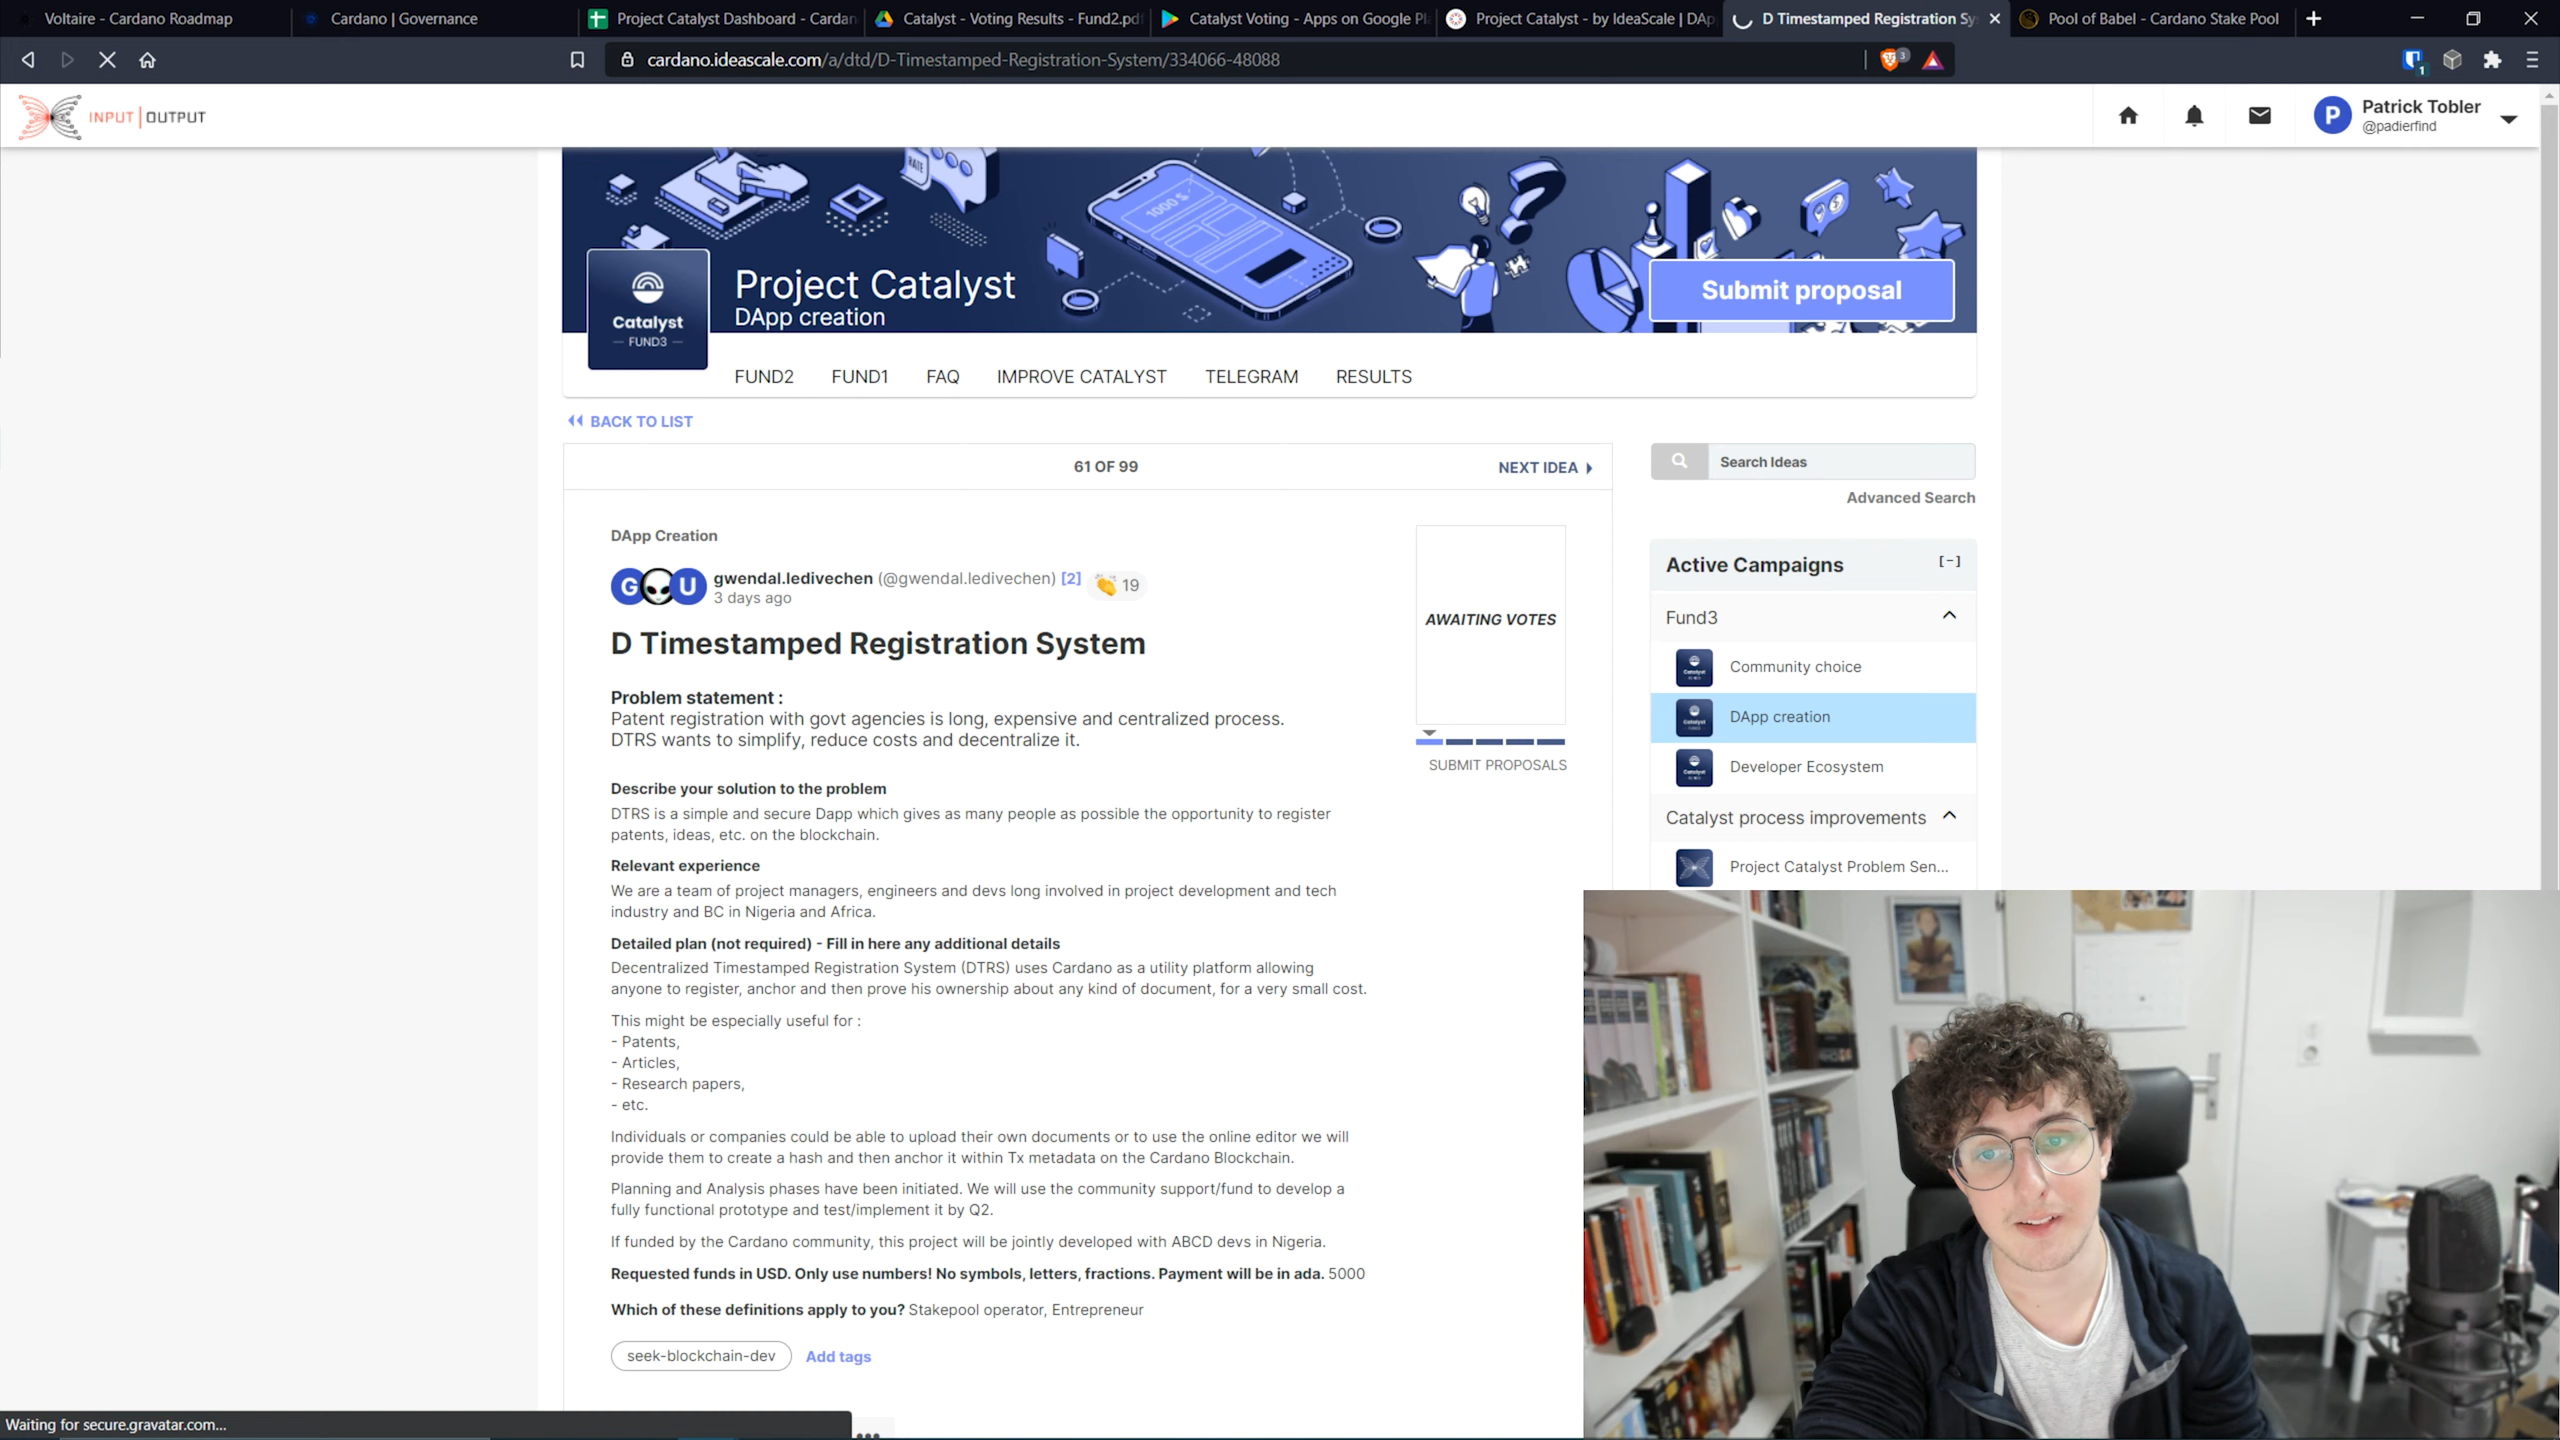 Voltaire - Cardano Roadmap
Cardano | Governance
Project Catalyst Dashboard - Cardan
Catalyst - Voting Results - Fund2.pdf
Catalyst Voting - Apps on Google Pl
Project Catalyst - by IdeaScale | DAp
D Timestamped Registration Sy
Pool of Babel - Cardano Stake Pool
cardano.ideascale.com/a/dtd/D-Timestamped-Registration-System/334066-48088
3
1
INPUT | OUTPUT
P
Patrick Tobler
@padierfind
RATE
1000 $
Project Catalyst
DApp creation
Submit proposal
Catalyst
FUND3
FUND2
FUND1
FAQ
IMPROVE CATALYST
TELEGRAM
RESULTS
BACK TO LIST
61 OF 99
NEXT IDEA
Search Ideas
Advanced Search
DApp Creation
G
U
gwendal.ledivechen (@gwendal.ledivechen) [2]
19
3 days ago
AWAITING VOTES
SUBMIT PROPOSALS
D Timestamped Registration System
Problem statement :
Patent registration with govt agencies is long, expensive and centralized process.
DTRS wants to simplify, reduce costs and decentralize it.
Describe your solution to the problem
DTRS is a simple and secure Dapp which gives as many people as possible the opportunity to register
patents, ideas, etc. on the blockchain.
Relevant experience
We are a team of project managers, engineers and devs long involved in project development and tech
industry and BC in Nigeria and Africa.
Detailed plan (not required) - Fill in here any additional details
Decentralized Timestamped Registration System (DTRS) uses Cardano as a utility platform allowing
anyone to register, anchor and then prove his ownership about any kind of document, for a very small cost.
This might be especially useful for :
- Patents,
- Articles,
- Research papers,
- etc.
Individuals or companies could be able to upload their own documents or to use the online editor we will
provide them to create a hash and then anchor it within Tx metadata on the Cardano Blockchain.
Planning and Analysis phases have been initiated. We will use the community support/fund to develop a
fully functional prototype and test/implement it by Q2.
If funded by the Cardano community, this project will be jointly developed with ABCD devs in Nigeria.
Requested funds in USD. Only use numbers! No symbols, letters, fractions. Payment will be in ada. 5000
Which of these definitions apply to you? Stakepool operator, Entrepreneur
seek-blockchain-dev
Add tags
Active Campaigns
[-]
Fund3
Community choice
DApp creation
Developer Ecosystem
Catalyst process improvements
Project Catalyst Problem Sen...
Waiting for secure.gravatar.com...